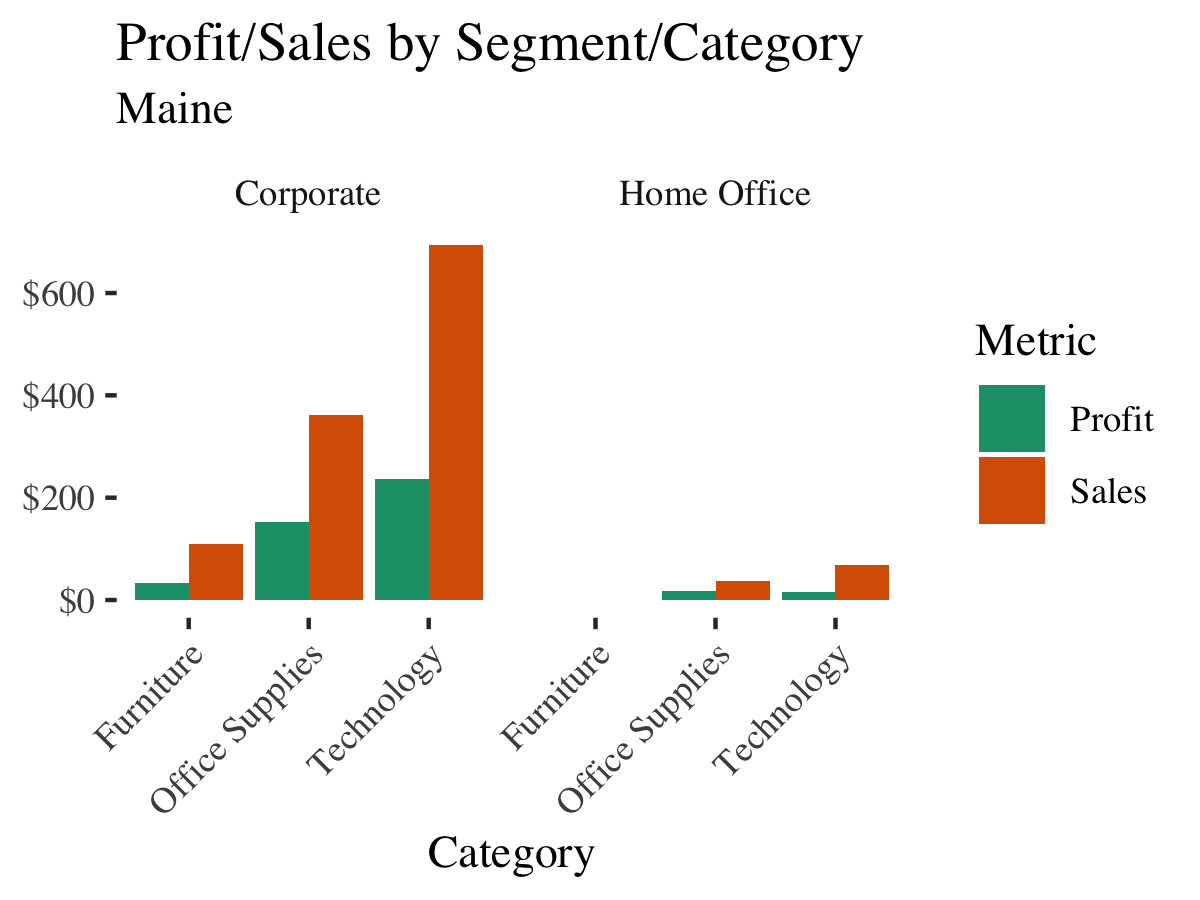 Profit/Sales by Segment/Category
Maine
Corporate
Home Office
$600
$400
$200
$0
Furniture
Office Supplies
Technology
Furniture
Office Supplies
Technology
Category
Metric
Profit
Sales